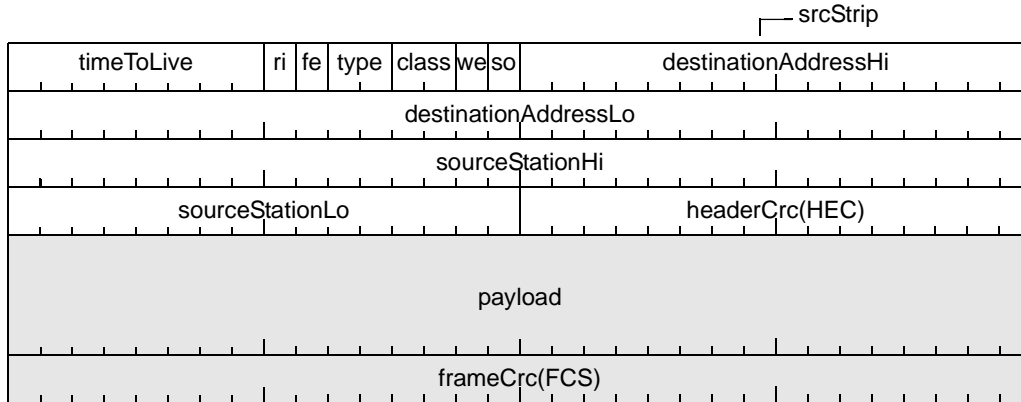 srcStrip
timeToLive ri fe type class we so destinationAddressHi
destinationAddressLo
sourceStationHi
sourceStationLo headerCrc(HEC)
payload
frameCrc(FCS)